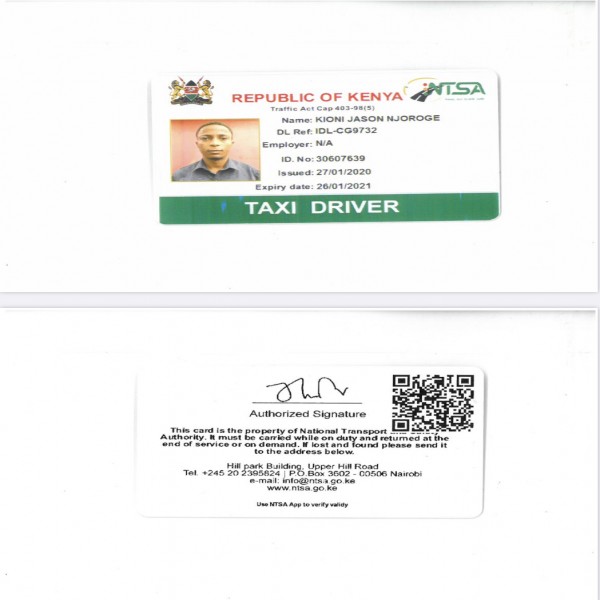 REPUBLIC OF KENYA
NTSA
Traffic Act Cap 403-98(5)
Name: KIONI JASON NJOROGE
DL Ref: IDL-CG9732
Employer: N/A
ID. No: 30607639
Issued: 27/01/2020
Expiry date: 26/01/2021
TAXI DRIVER
Authorized Signature
This card is the property of National Transport
Authority. It must be carried while on duty and returned at the
end of service or on demand. If lost and found please send it
to the address below.
Hill park Building, Upper Hill Road
Tel. +245 20 2395824 | P.O.Box 3602 - 00506 Nairobi
e-mail: info@ntsa.go.ke
www.ntsa.go.ke
Use NTSA App to verify validy